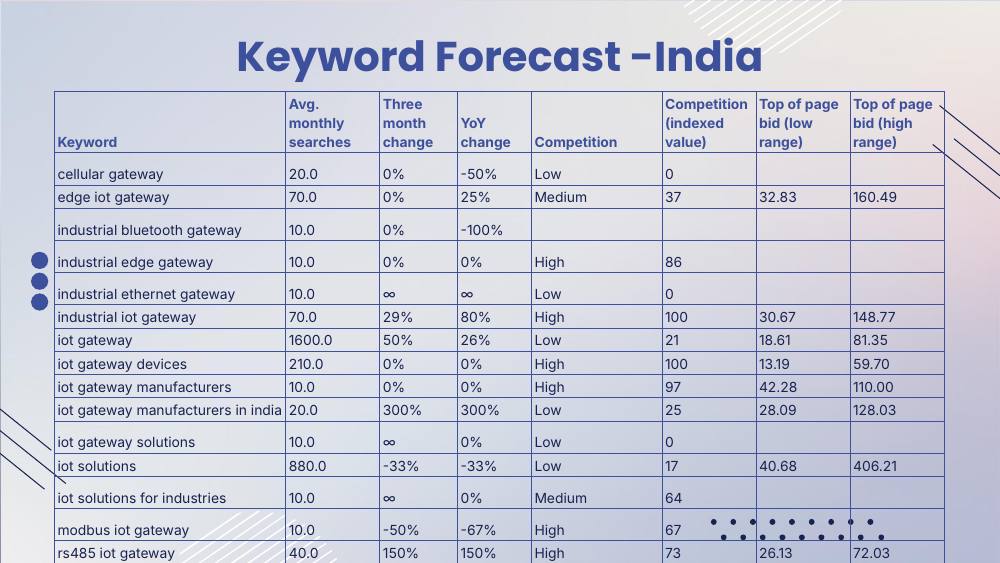 Keyword Forecast -India
Keyword Avg. monthly searches Three month change YoY change Competition Competition (indexed value) Top of page bid (low range) Top of page bid (high range)
cellular gateway 20.0 0% -50% Low 0
edge iot gateway 70.0 0% 25% Medium 37 32.83 160.49
industrial bluetooth gateway 10.0 0% -100%
industrial edge gateway 10.0 0% 0% High 86
industrial ethernet gateway 10.0 ∞ ∞ Low 0
industrial iot gateway 70.0 29% 80% High 100 30.67 148.77
iot gateway 1600.0 50% 26% Low 21 18.61 81.35
iot gateway devices 210.0 0% 0% High 100 13.19 59.70
iot gateway manufacturers 10.0 0% 0% High 97 42.28 110.00
iot gateway manufacturers in india 20.0 300% 300% Low 25 28.09 128.03
iot gateway solutions 10.0 ∞ 0% Low 0
iot solutions 880.0 -33% -33% Low 17 40.68 406.21
iot solutions for industries 10.0 ∞ 0% Medium 64
modbus iot gateway 10.0 -50% -67% High 67
rs485 iot gateway 40.0 150% 150% High 73 26.13 72.03